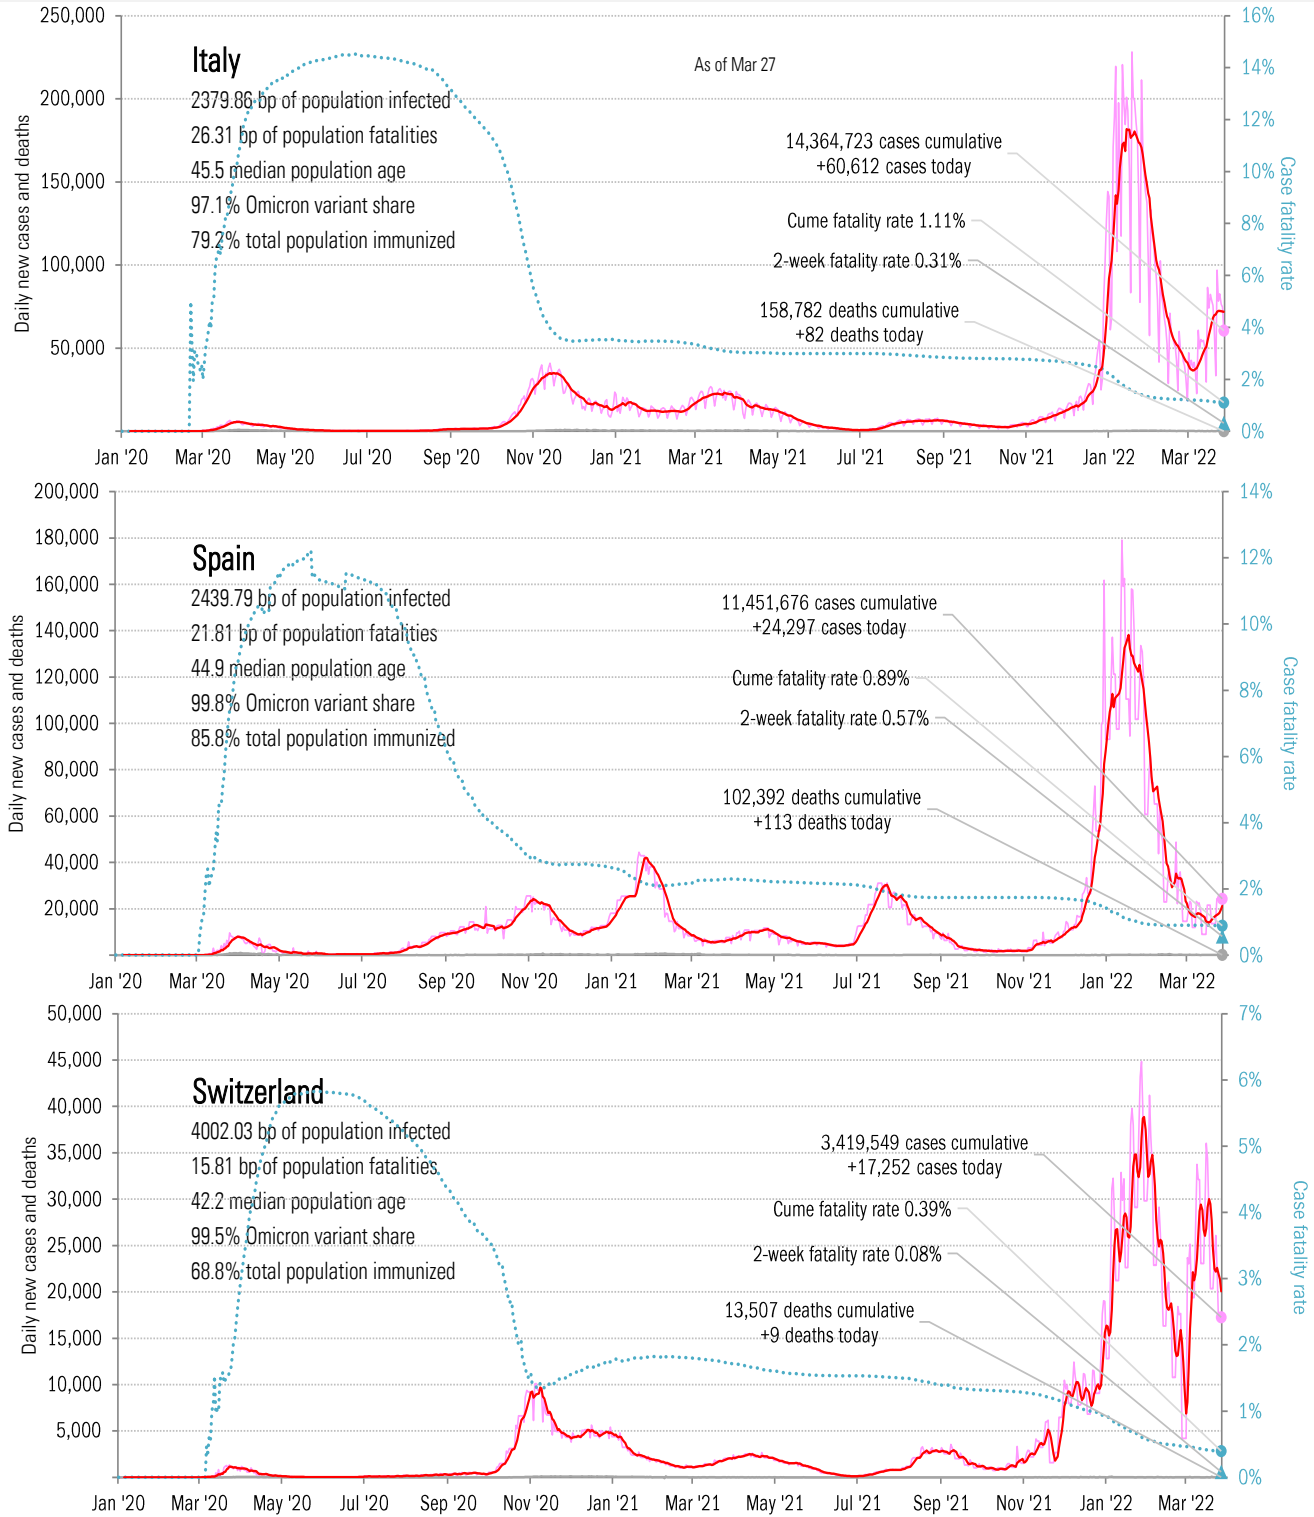 250,000
16%
Italy
As of Mar 27
14%
2379.86 bp of population infected
200,000
12%
26.31 bp of population fatalities
14,364,723 cases cumulative
+60,612 cases today
45.5 median population age
150,000
10%
97.1% Omicron variant share
Cume fatality rate 1.11%
8%
79.2% total population immunized
2-week fatality rate 0.31%
100,000
6%
158,782 deaths cumulative
+82 deaths today
4%
50,000
2%
0%
Daily new cases and deaths
Case fatality rate
Jan '20 Mar '20 May '20 Jul '20 Sep '20 Nov '20 Jan '21 Mar '21 May '21 Jul '21 Sep '21 Nov '21 Jan '22 Mar '22
200,000
14%
180,000
Spain
12%
160,000
2439.79 bp of population infected
11,451,676 cases cumulative
+24,297 cases today
140,000
10%
21.81 bp of population fatalities
44.9 median population age
120,000
Cume fatality rate 0.89%
8%
99.8% Omicron variant share
2-week fatality rate 0.57%
100,000
85.8% total population immunized
6%
80,000
102,392 deaths cumulative
+113 deaths today
60,000
4%
40,000
2%
20,000
0%
Daily new cases and deaths
Case fatality rate
Jan '20 Mar '20 May '20 Jul '20 Sep '20 Nov '20 Jan '21 Mar '21 May '21 Jul '21 Sep '21 Nov '21 Jan '22 Mar '22
50,000
7%
45,000
6%
Switzerland
40,000
4002.03 bp of population infected
3,419,549 cases cumulative
+17,252 cases today
35,000
5%
15.81 bp of population fatalities
42.2 median population age
30,000
Cume fatality rate 0.39%
4%
99.5% Omicron variant share
25,000
2-week fatality rate 0.08%
68.8% total population immunized
3%
20,000
13,507 deaths cumulative
+9 deaths today
15,000
2%
10,000
1%
5,000
0%
Daily new cases and deaths
Case fatality rate
Jan '20 Mar '20 May '20 Jul '20 Sep '20 Nov '20 Jan '21 Mar '21 May '21 Jul '21 Sep '21 Nov '21 Jan '22 Mar '22